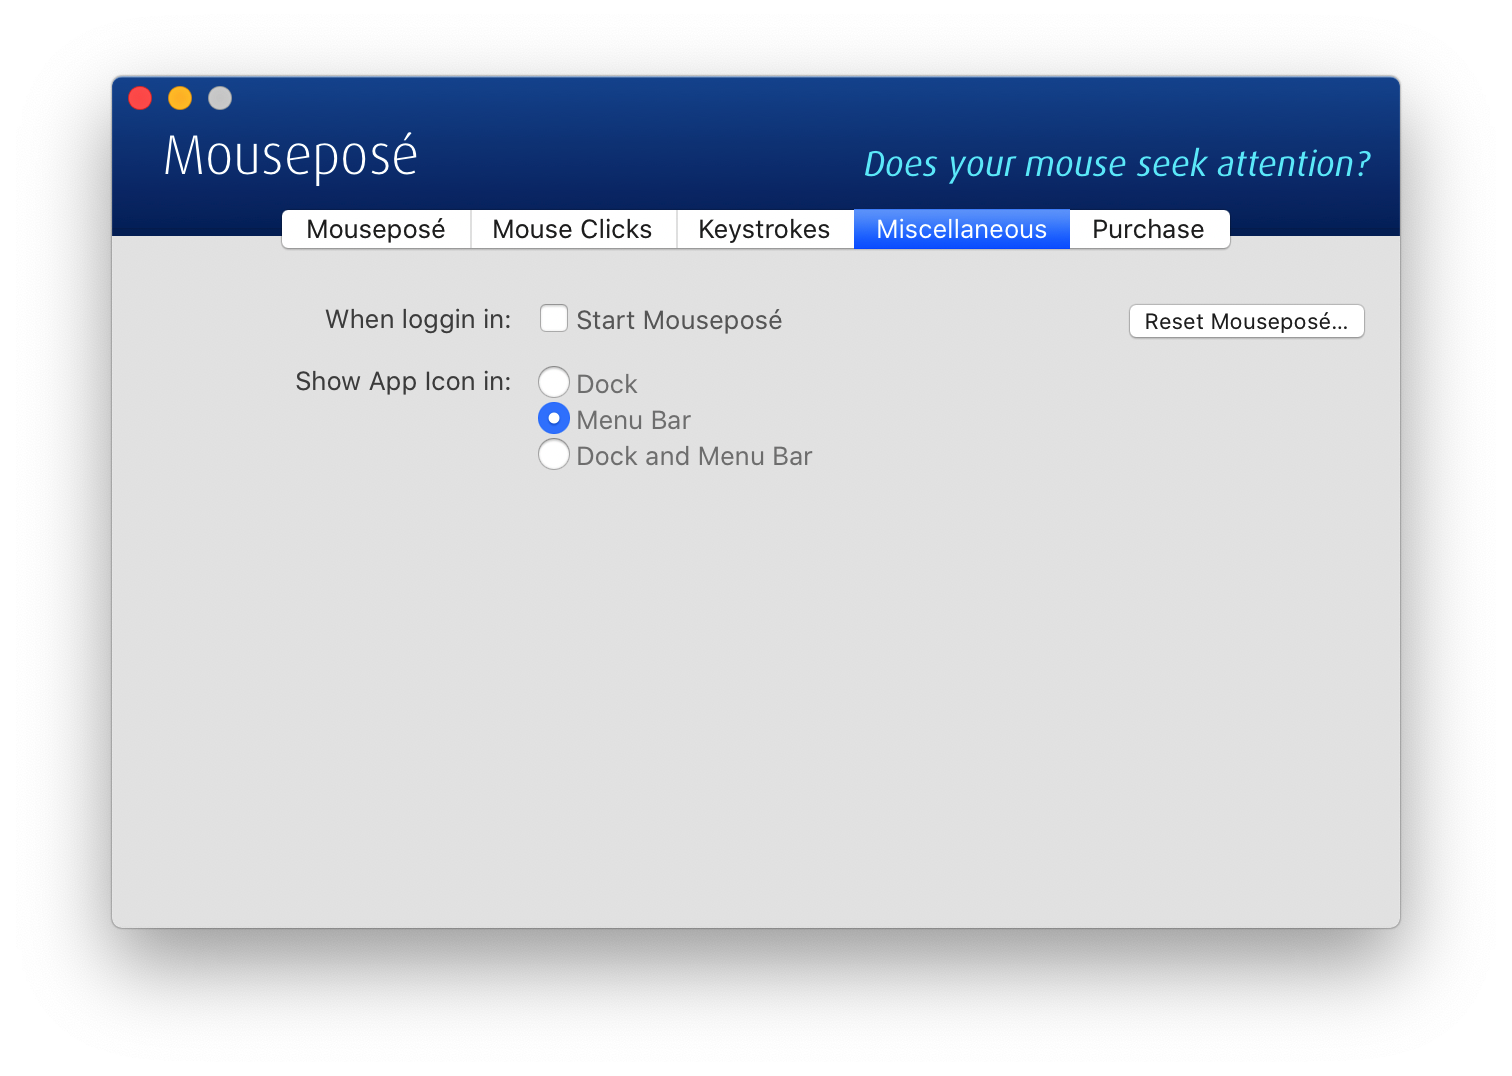 Mouseposé
Does your mouse seek attention?
Mouseposé Mouse Clicks Keystrokes Miscellaneous Purchase
When loggin in: Start Mouseposé Reset Mouseposé...
Show App Icon in: Dock
Menu Bar
Dock and Menu Bar